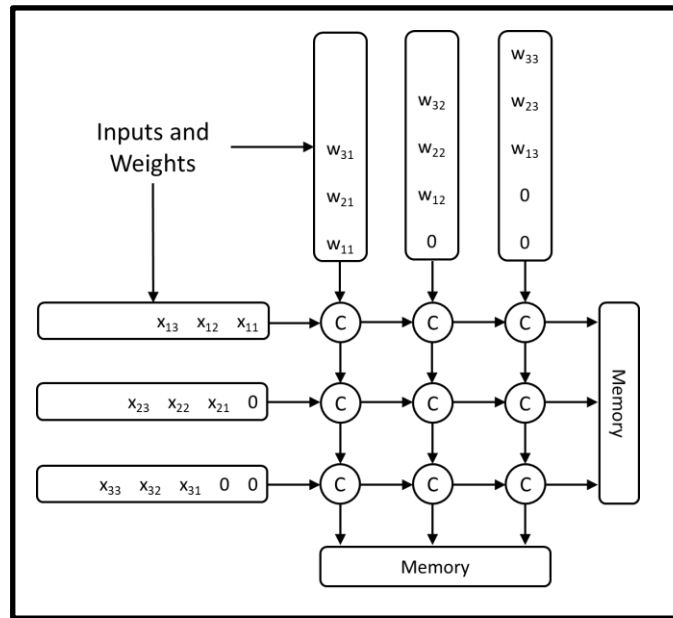 w₃₃
w₃₂ w₂₃
Inputs and
Weights
w₃₁ w₂₂ w₁₃
w₂₁ w₁₂ 0
w₁₁ 0 0
x₁₃ x₁₂ x₁₁ C C C
x₂₃ x₂₂ x₂₁ 0 C C C
Memory
x₃₃ x₃₂ x₃₁ 0 0 C C C
Memory